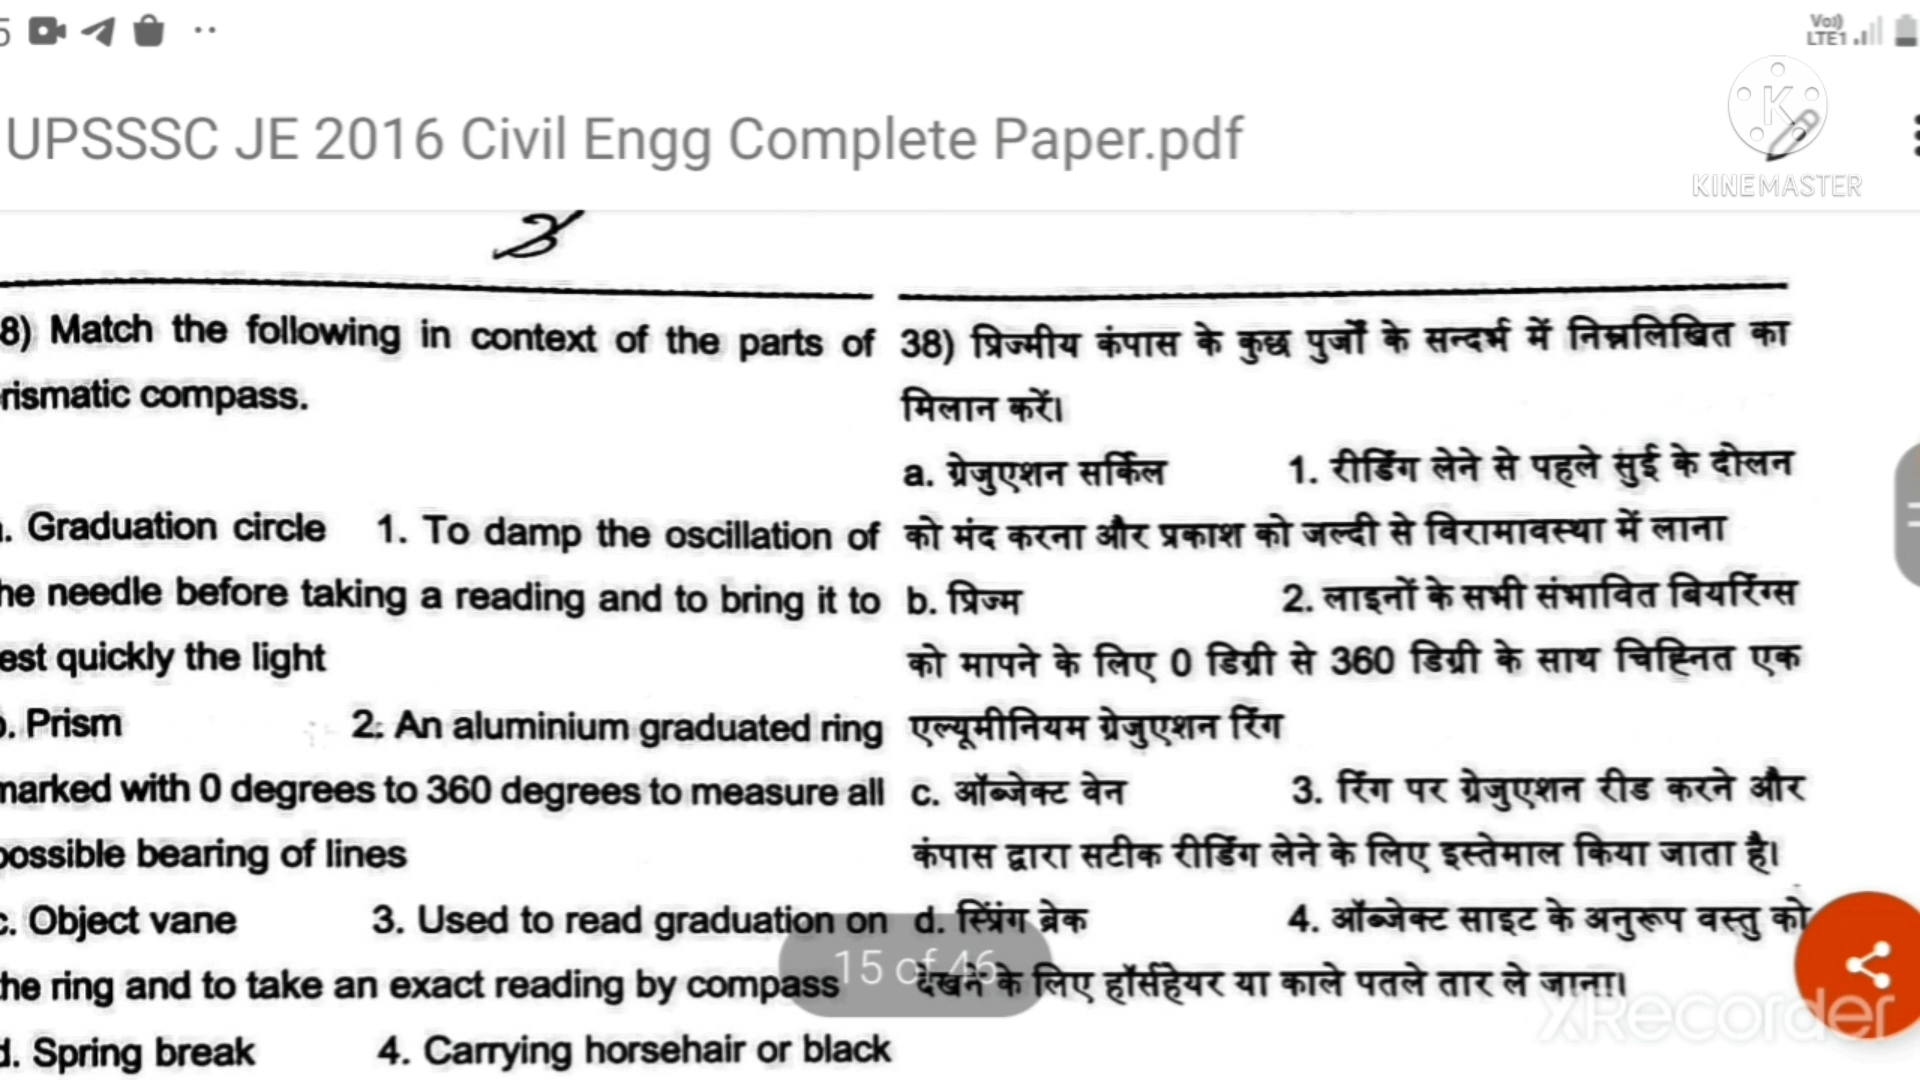 5
Vo))
LTE1
UPSSSC JE 2016 Civil Engg Complete Paper.pdf
K
KINEMASTER
8) Match the following in context of the parts of
rismatic compass.
. Graduation circle 1. To damp the oscillation of
he needle before taking a reading and to bring it to
est quickly the light
. Prism 2. An aluminium graduated ring
marked with 0 degrees to 360 degrees to measure all
possible bearing of lines
c. Object vane 3. Used to read graduation on
the ring and to take an exact reading by compass
d. Spring break 4. Carrying horsehair or black
38) प्रिज्मीय कंपास के कुछ पुर्जों के सन्दर्भ में निम्नलिखित का
मिलान करें।
a. ग्रेजुएशन सर्किल 1. रीडिंग लेने से पहले सुई के दोलन
को मंद करना और प्रकाश को जल्दी से विरामावस्था में लाना
b. प्रिज्म 2. लाइनों के सभी संभावित बियरिंग्स
को मापने के लिए 0 डिग्री से 360 डिग्री के साथ चिह्नित एक
एल्यूमीनियम ग्रेजुएशन रिंग
c. ऑब्जेक्ट वेन 3. रिंग पर ग्रेजुएशन रीड करने और
कंपास द्वारा सटीक रीडिंग लेने के लिए इस्तेमाल किया जाता है।
d. स्प्रिंग ब्रेक 4. ऑब्जेक्ट साइट के अनुरूप वस्तु को
देखने के लिए हॉर्सहेयर या काले पतले तार ले जाना।
15 of 46
XRecorder